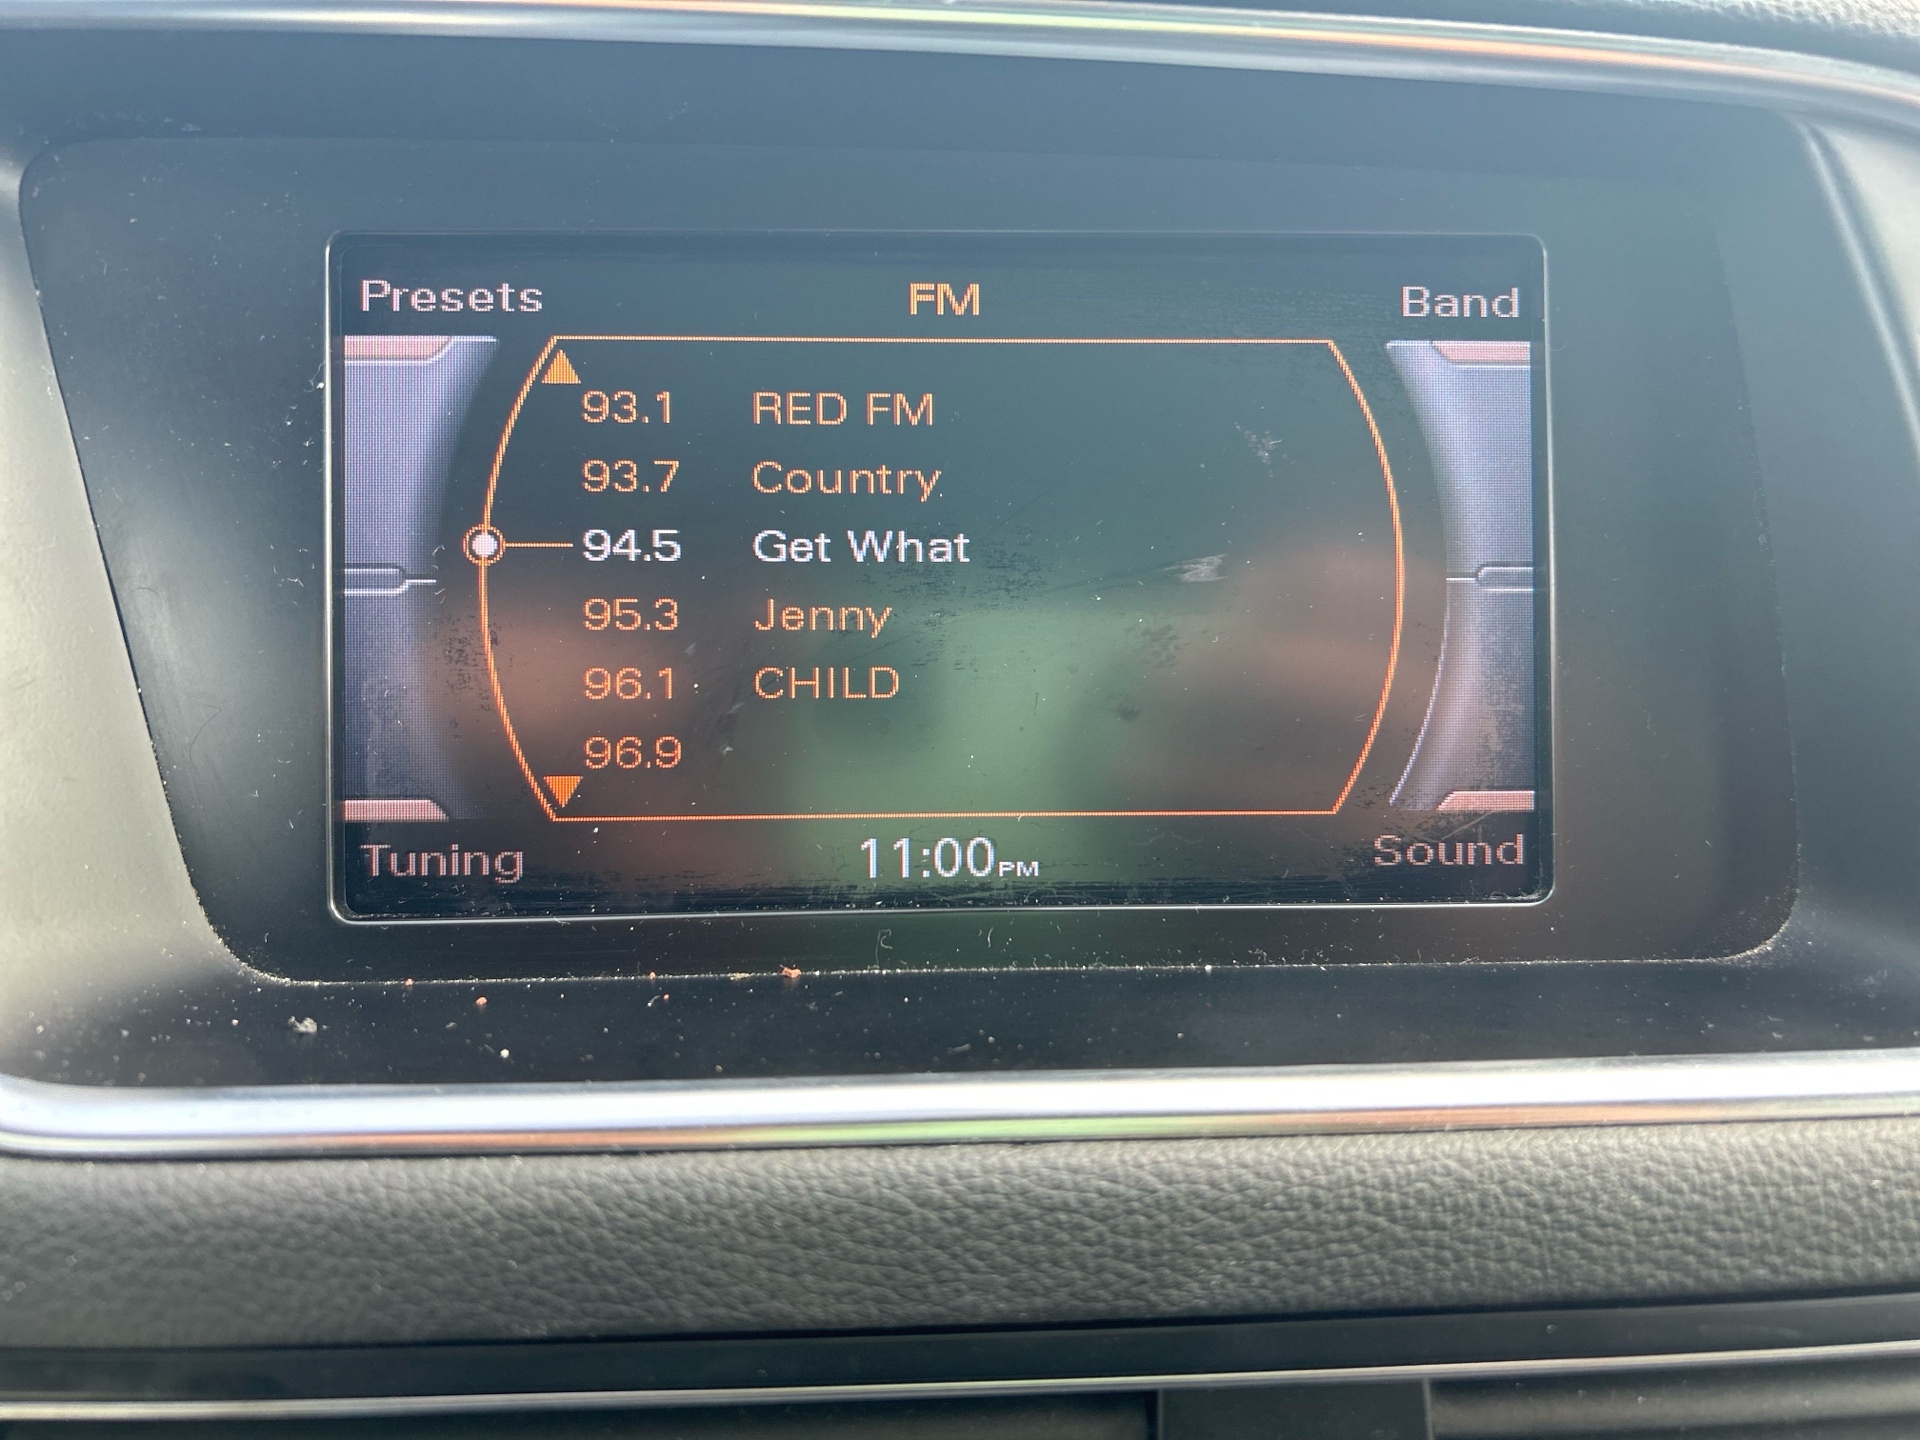 Presets FM Band
93.1 RED FM
93.7 Country
94.5 Get What
95.3 Jenny
96.1 CHILD
96.9
Tuning 11:00PM Sound